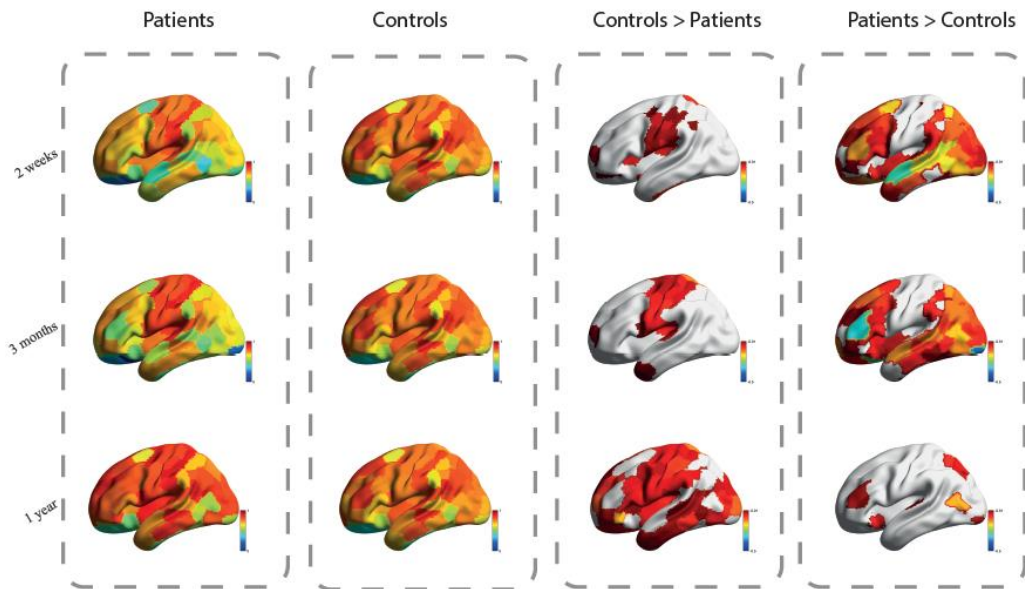 Patients
Controls
Controls > Patients
Patients > Controls
2 weeks
3 months
1 year